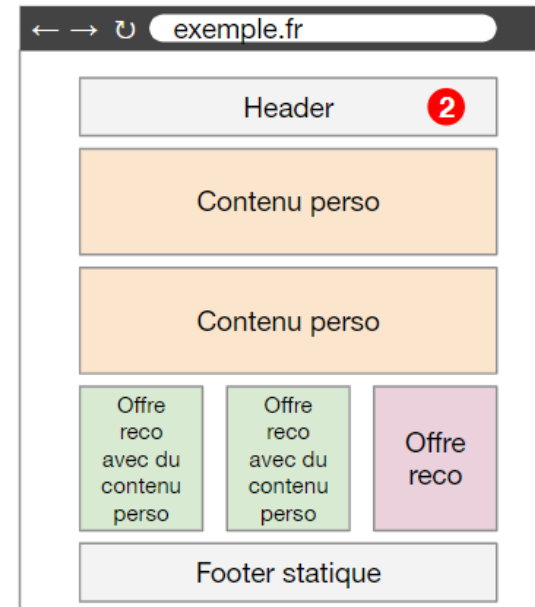 exemple.fr
Header 2
Contenu perso
Contenu perso
Offre
reco
avec du
contenu
perso
Offre
reco
avec du
contenu
perso
Offre
reco
Footer statique